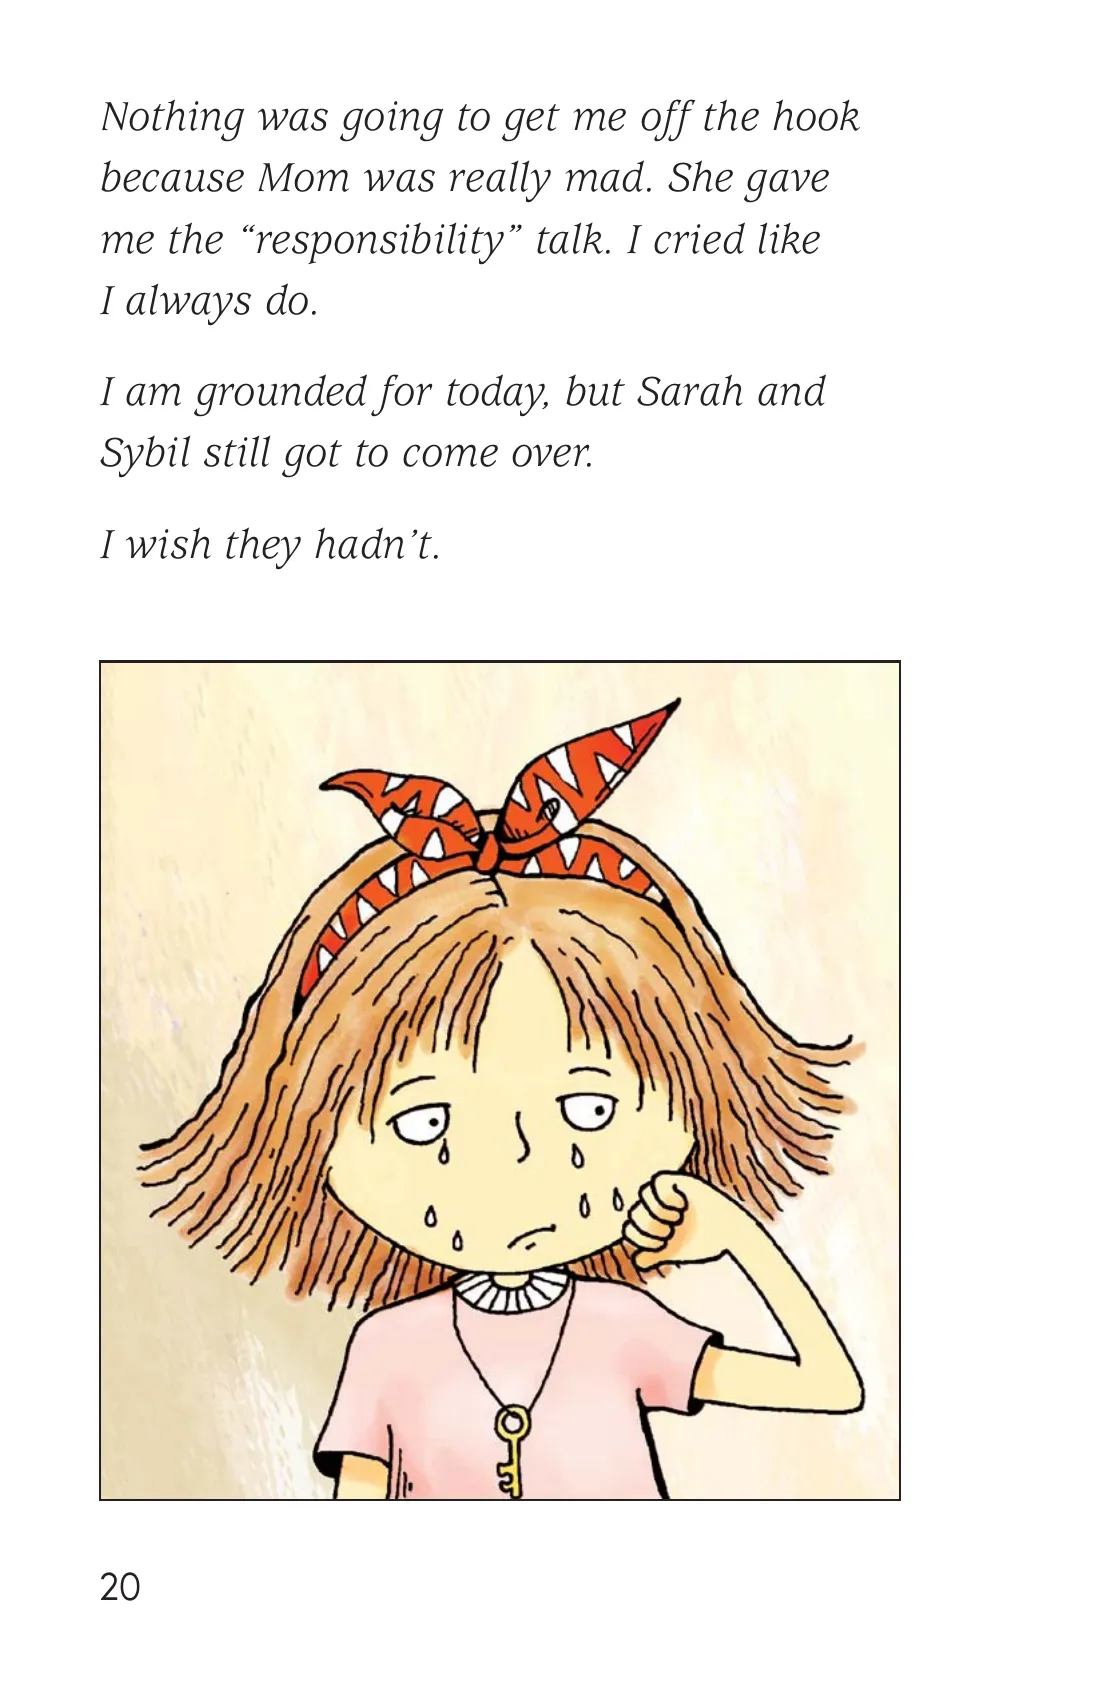 Nothing was going to get me off the hook
because Mom was really mad. She gave
me the “responsibility” talk. I cried like
I always do.
I am grounded for today, but Sarah and
Sybil still got to come over.
I wish they hadn’t.
20